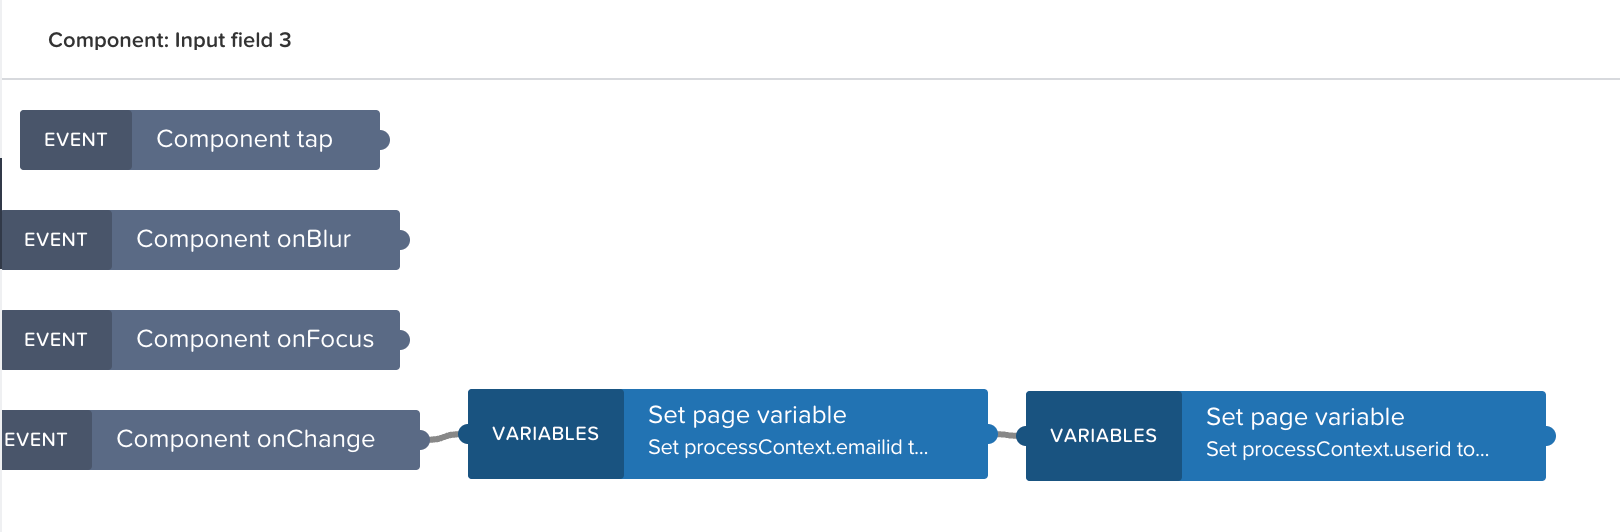 Component: Input field 3
EVENT Component tap
EVENT Component onBlur
EVENT Component onFocus
EVENT Component onChange
VARIABLES Set page variable
Set processContext.emailid t...
VARIABLES Set page variable
Set processContext.userid to...